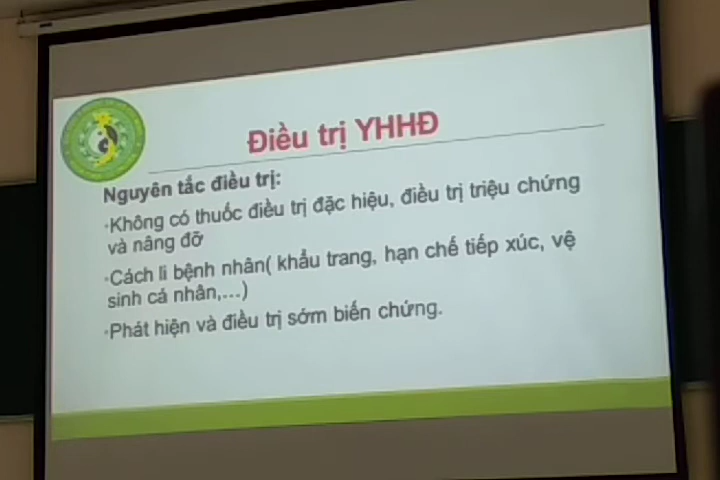 Điều trị YHHĐ
Nguyên tắc điều trị:
•Không có thuốc điều trị đặc hiệu, điều trị triệu chứng
và nâng đỡ
•Cách li bệnh nhân( khẩu trang, hạn chế tiếp xúc, vệ
sinh cá nhân,...)
•Phát hiện và điều trị sớm biến chứng.